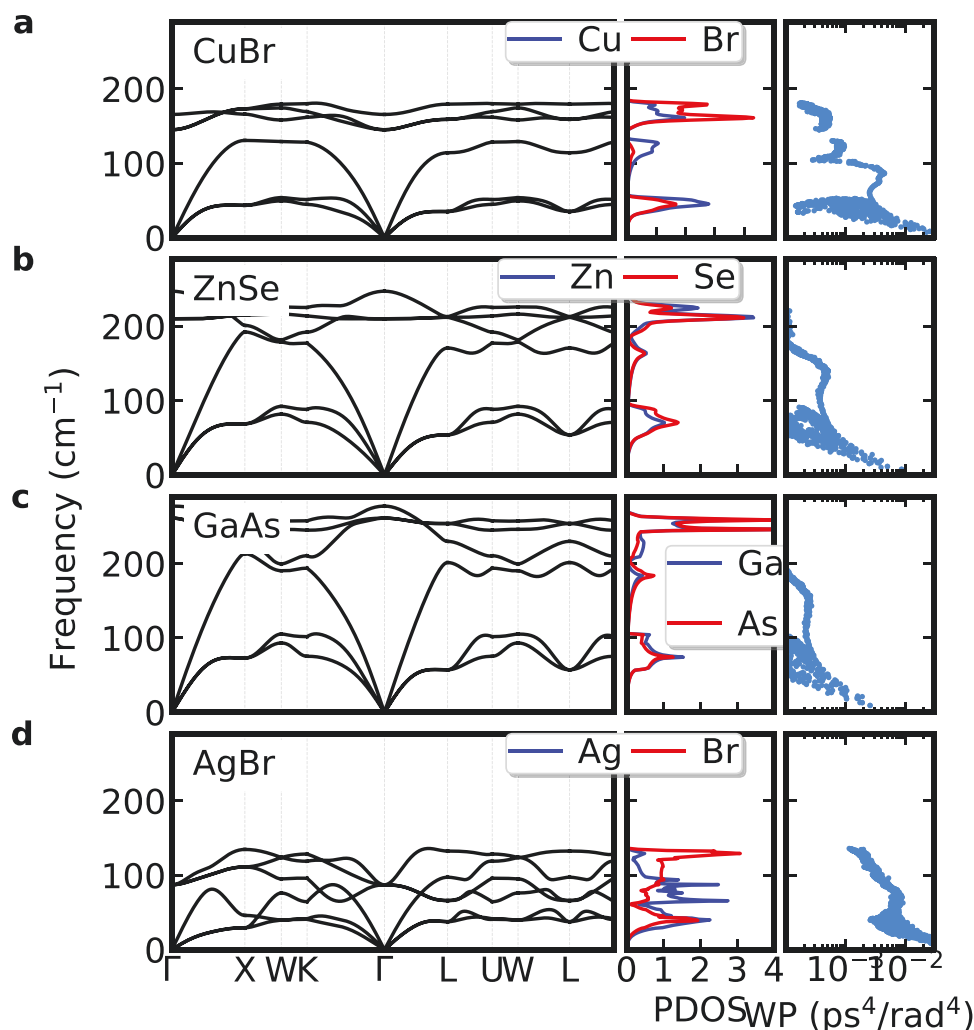 a
CuBr
Cu Br
200
100
0
b
ZnSe
Zn Se
200
100
0
c
GaAs
Ga
As
200
100
0
d
AgBr
Ag Br
200
100
0
Frequency (cm⁻¹)
Γ X W K Γ L U W L
0 1 2 3 4
10⁻³ 10⁻²
PDOS
WP (ps⁴/rad⁴)